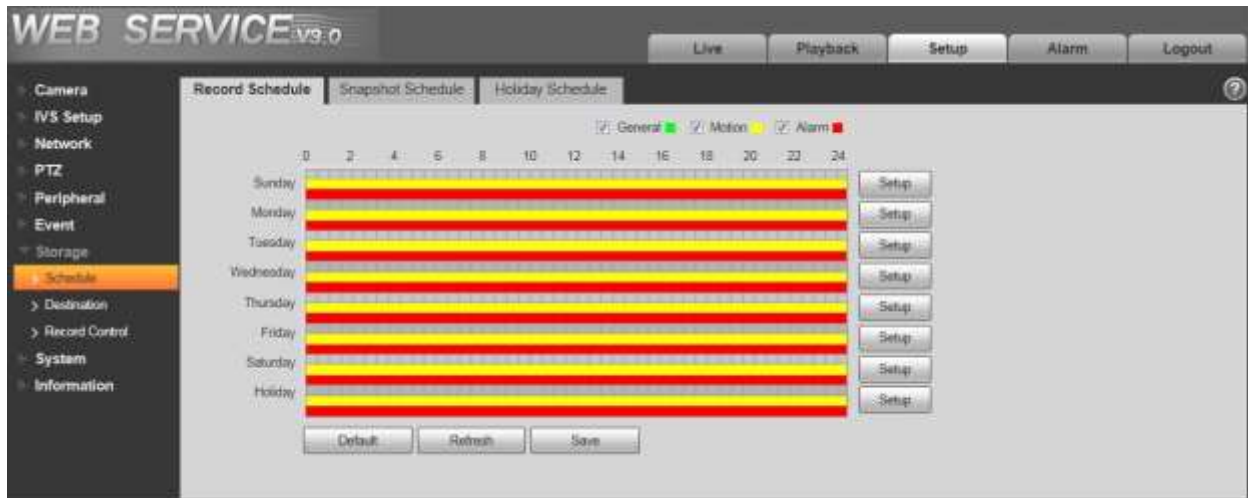 WEB SERVICE V3.0
Live Playback Setup Alarm Logout
Camera
IVS Setup
Network
PTZ
Peripheral
Event
Storage
Schedule
Destination
Record Control
System
Information
Record Schedule Snapshot Schedule Holiday Schedule
General Motion Alarm
0 2 4 6 8 10 12 14 16 18 20 22 24
Sunday Setup
Monday Setup
Tuesday Setup
Wednesday Setup
Thursday Setup
Friday Setup
Saturday Setup
Holiday Setup
Default Refresh Save